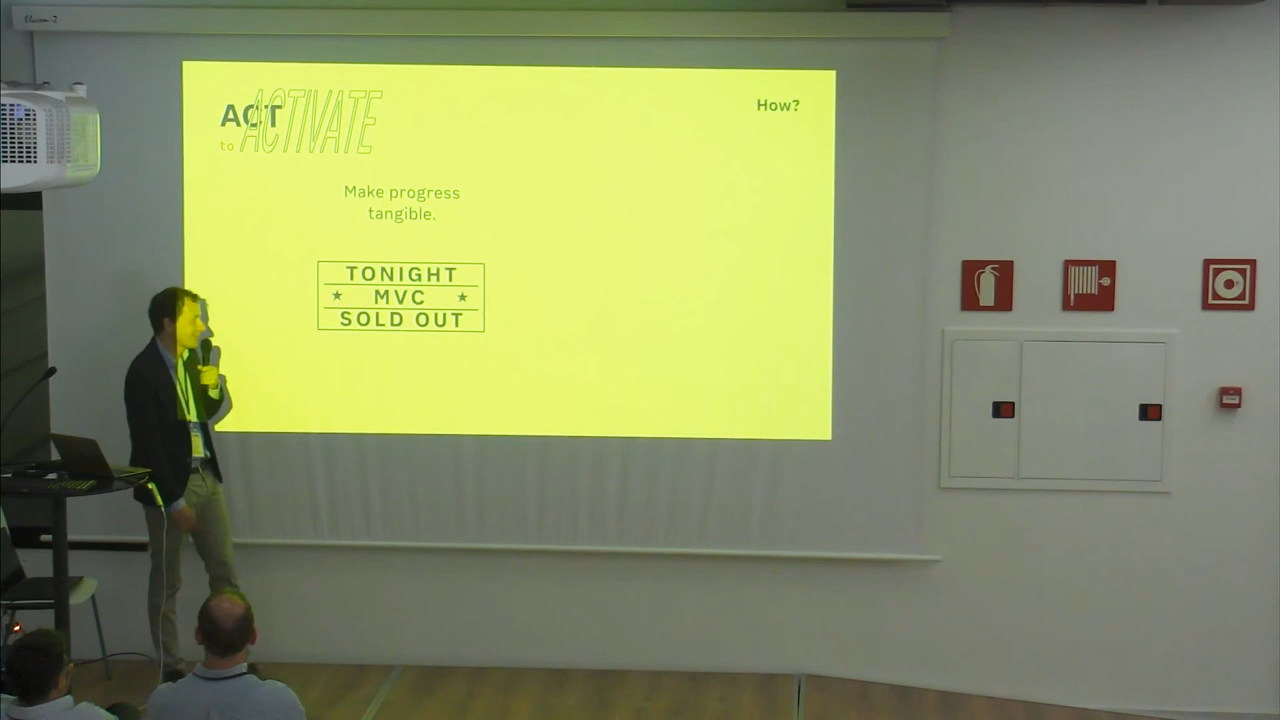 ACT
to ACTIVATE
How?
Make progress
tangible.
TONIGHT
★ MVC ★
SOLD OUT